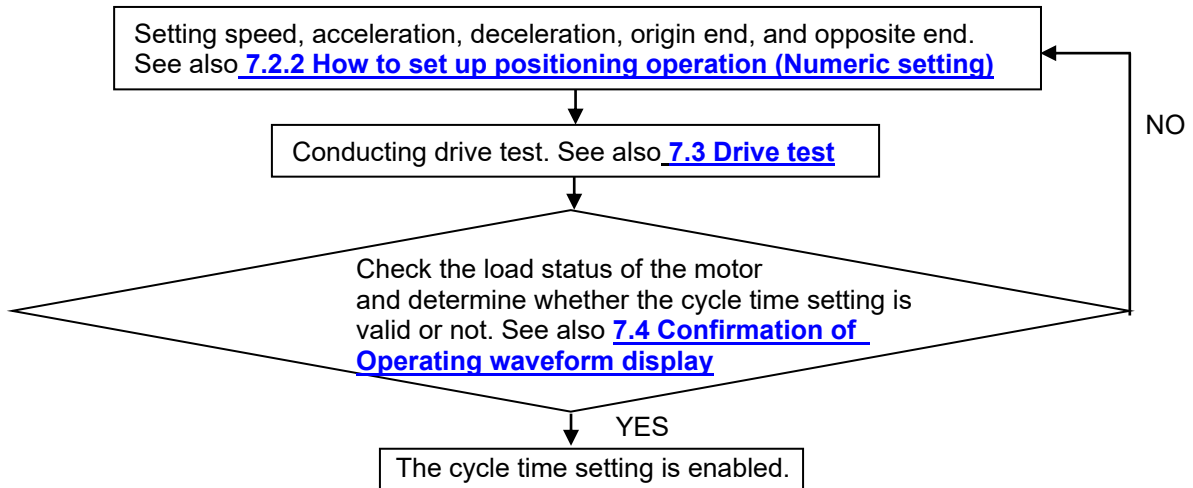 Setting speed, acceleration, deceleration, origin end, and opposite end.
See also 7.2.2 How to set up positioning operation (Numeric setting)
NO
Conducting drive test. See also 7.3 Drive test
Check the load status of the motor
and determine whether the cycle time setting is
valid or not. See also 7.4 Confirmation of
Operating waveform display
YES
The cycle time setting is enabled.